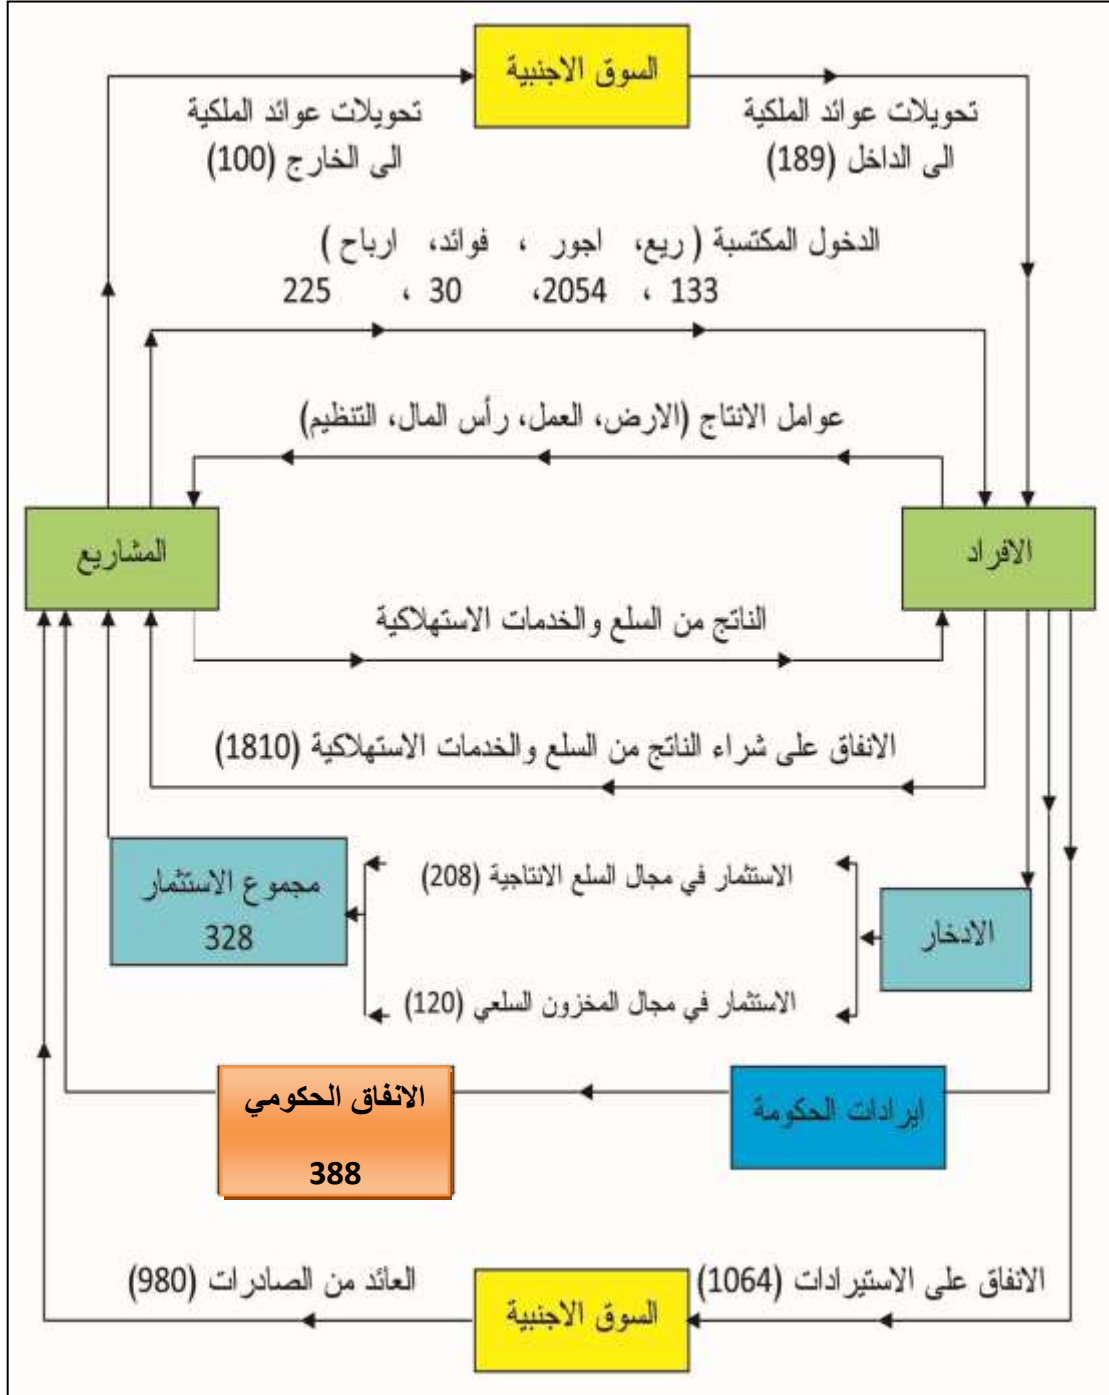 السوق الاجنبية
تحويلات عوائد الملكية
الى الداخل (189)
تحويلات عوائد الملكية
الى الخارج (100)
الدخول المكتسبة ( ريع، اجور ، فوائد، ارباح )
133 ، 2054، 30 ، 225
عوامل الانتاج (الارض، العمل، رأس المال، التنظيم)
الافراد
المشاريع
الناتج من السلع والخدمات الاستهلاكية
الانفاق على شراء الناتج من السلع والخدمات الاستهلاكية (1810)
الادخار
الاستثمار في مجال السلع الانتاجية (208)
الاستثمار في مجال المخزون السلعي (120)
مجموع الاستثمار
328
ايرادات الحكومة
الانفاق الحكومي
388
الانفاق على الاستيرادات (1064)
السوق الاجنبية
العائد من الصادرات (980)